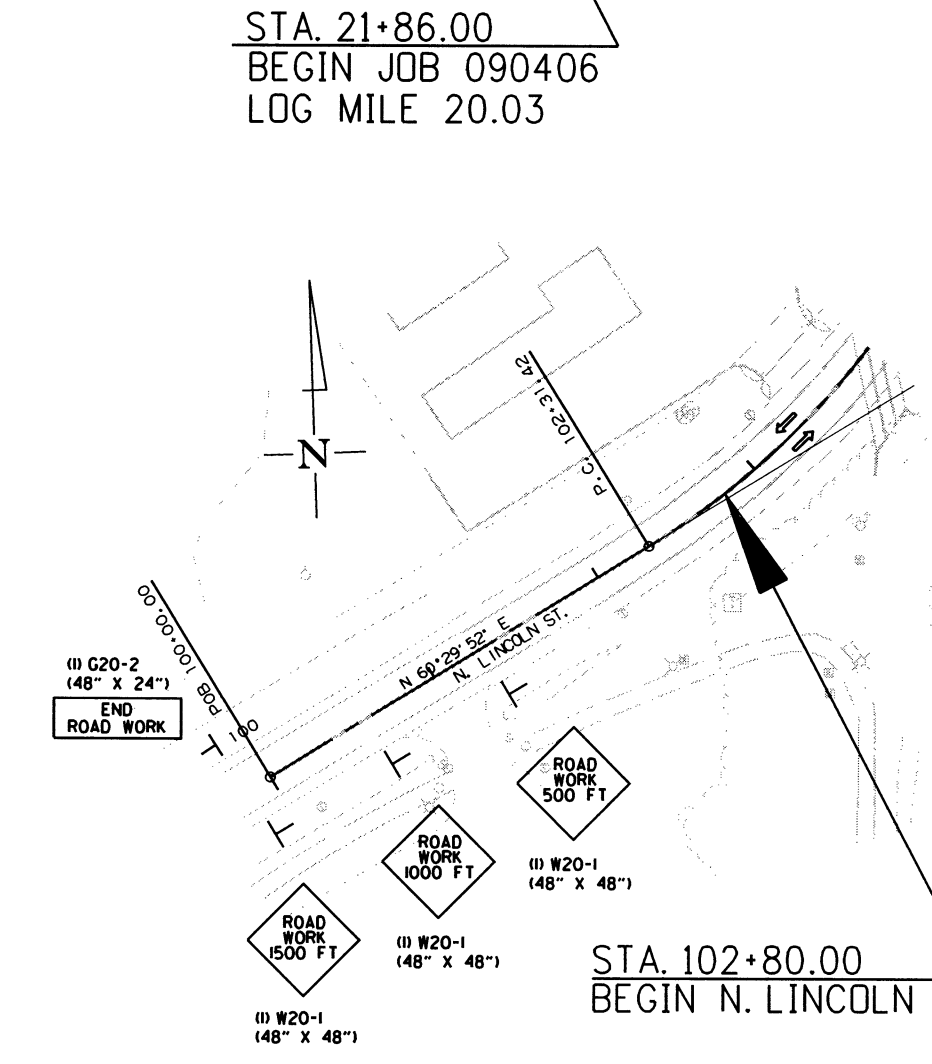 STA. 21+86.00
BEGIN JOB 090406
LOG MILE 20.03
N
P.C. 102+31.42
POB 100+00.00
100
N 60°29'52" E
N. LINCOLN ST.
(1) G20-2
(48" X 24")
END
ROAD WORK
ROAD
WORK
500 FT
(1) W20-1
(48" X 48")
ROAD
WORK
1000 FT
(1) W20-1
(48" X 48")
ROAD
WORK
1500 FT
(1) W20-1
(48" X 48")
STA. 102+80.00
BEGIN N. LINCOLN